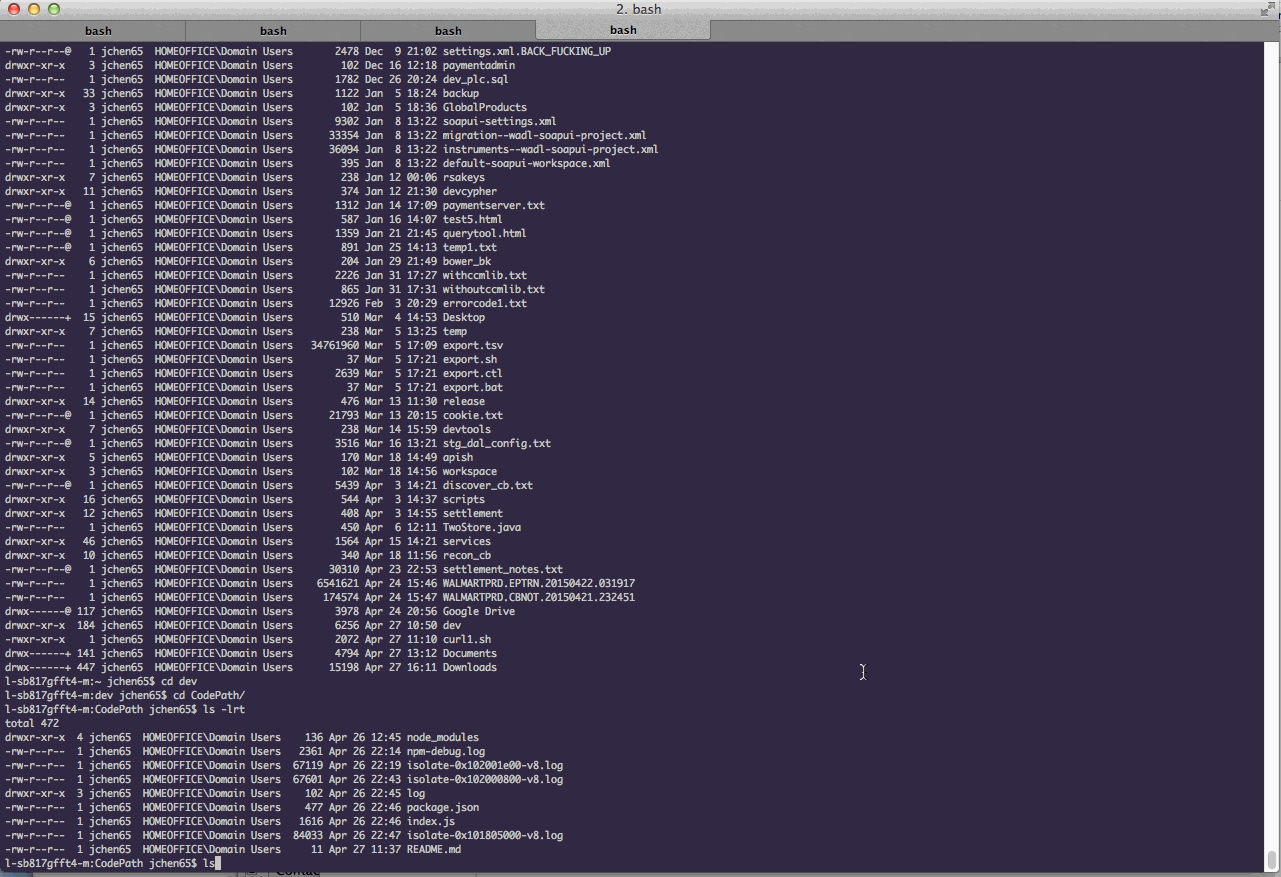 2. bash
bash bash bash bash
-rw-r--r--@ 1 jchen65 HOMEOFFICE\Domain Users 2478 Dec 9 21:02 settings.xml.BACK_FUCKING_UP
drwxr-xr-x 3 jchen65 HOMEOFFICE\Domain Users 102 Dec 16 12:18 paymentadmin
-rw-r--r-- 1 jchen65 HOMEOFFICE\Domain Users 1782 Dec 26 20:24 dev_plc.sql
drwxr-xr-x 33 jchen65 HOMEOFFICE\Domain Users 1122 Jan 5 18:24 backup
drwxr-xr-x 3 jchen65 HOMEOFFICE\Domain Users 102 Jan 5 18:36 GlobalProducts
-rw-r--r-- 1 jchen65 HOMEOFFICE\Domain Users 9302 Jan 8 13:22 soapui-settings.xml
-rw-r--r-- 1 jchen65 HOMEOFFICE\Domain Users 33354 Jan 8 13:22 migration--wadl-soapui-project.xml
-rw-r--r-- 1 jchen65 HOMEOFFICE\Domain Users 36094 Jan 8 13:22 instruments--wadl-soapui-project.xml
-rw-r--r-- 1 jchen65 HOMEOFFICE\Domain Users 395 Jan 8 13:22 default-soapui-workspace.xml
drwxr-xr-x 7 jchen65 HOMEOFFICE\Domain Users 238 Jan 12 00:06 rsakeys
drwxr-xr-x 11 jchen65 HOMEOFFICE\Domain Users 374 Jan 12 21:30 devcypher
-rw-r--r--@ 1 jchen65 HOMEOFFICE\Domain Users 1312 Jan 14 17:09 paymentserver.txt
-rw-r--r--@ 1 jchen65 HOMEOFFICE\Domain Users 587 Jan 16 14:07 test5.html
-rw-r--r--@ 1 jchen65 HOMEOFFICE\Domain Users 1359 Jan 21 21:45 querytool.html
-rw-r--r--@ 1 jchen65 HOMEOFFICE\Domain Users 891 Jan 25 14:13 temp1.txt
drwxr-xr-x 6 jchen65 HOMEOFFICE\Domain Users 204 Jan 29 21:49 bower_bk
-rw-r--r-- 1 jchen65 HOMEOFFICE\Domain Users 2226 Jan 31 17:27 withccmlib.txt
-rw-r--r-- 1 jchen65 HOMEOFFICE\Domain Users 865 Jan 31 17:31 withoutccmlib.txt
-rw-r--r-- 1 jchen65 HOMEOFFICE\Domain Users 12926 Feb 3 20:29 errorcode1.txt
drwx------+ 15 jchen65 HOMEOFFICE\Domain Users 510 Mar 4 14:53 Desktop
drwxr-xr-x 7 jchen65 HOMEOFFICE\Domain Users 238 Mar 5 13:25 temp
-rw-r--r-- 1 jchen65 HOMEOFFICE\Domain Users 34761960 Mar 5 17:09 export.tsv
-rw-r--r-- 1 jchen65 HOMEOFFICE\Domain Users 37 Mar 5 17:21 export.sh
-rw-r--r-- 1 jchen65 HOMEOFFICE\Domain Users 2639 Mar 5 17:21 export.ctl
-rw-r--r-- 1 jchen65 HOMEOFFICE\Domain Users 37 Mar 5 17:21 export.bat
drwxr-xr-x 14 jchen65 HOMEOFFICE\Domain Users 476 Mar 13 11:30 release
-rw-r--r--@ 1 jchen65 HOMEOFFICE\Domain Users 21793 Mar 13 20:15 cookie.txt
drwxr-xr-x 7 jchen65 HOMEOFFICE\Domain Users 238 Mar 14 15:59 devtools
-rw-r--r--@ 1 jchen65 HOMEOFFICE\Domain Users 3516 Mar 16 13:21 stg_dal_config.txt
drwxr-xr-x 5 jchen65 HOMEOFFICE\Domain Users 170 Mar 18 14:49 apish
drwxr-xr-x 3 jchen65 HOMEOFFICE\Domain Users 102 Mar 18 14:56 workspace
-rw-r--r--@ 1 jchen65 HOMEOFFICE\Domain Users 5439 Apr 3 14:21 discover_cb.txt
drwxr-xr-x 16 jchen65 HOMEOFFICE\Domain Users 544 Apr 3 14:37 scripts
drwxr-xr-x 12 jchen65 HOMEOFFICE\Domain Users 408 Apr 3 14:55 settlement
-rw-r--r-- 1 jchen65 HOMEOFFICE\Domain Users 450 Apr 6 12:11 TwoStore.java
drwxr-xr-x 46 jchen65 HOMEOFFICE\Domain Users 1564 Apr 15 14:21 services
drwxr-xr-x 10 jchen65 HOMEOFFICE\Domain Users 340 Apr 18 11:56 recon_cb
-rw-r--r--@ 1 jchen65 HOMEOFFICE\Domain Users 30310 Apr 23 22:53 settlement_notes.txt
-rw-r--r-- 1 jchen65 HOMEOFFICE\Domain Users 6541621 Apr 24 15:46 WALMARTPRD.EPTRN.20150422.031917
-rw-r--r-- 1 jchen65 HOMEOFFICE\Domain Users 174574 Apr 24 15:47 WALMARTPRD.CBNOT.20150421.232451
drwx------@ 117 jchen65 HOMEOFFICE\Domain Users 3978 Apr 24 20:56 Google Drive
drwxr-xr-x 184 jchen65 HOMEOFFICE\Domain Users 6256 Apr 27 10:50 dev
-rwxr-xr-x 1 jchen65 HOMEOFFICE\Domain Users 2072 Apr 27 11:10 curl1.sh
drwx------+ 141 jchen65 HOMEOFFICE\Domain Users 4794 Apr 27 13:12 Documents
drwx------+ 447 jchen65 HOMEOFFICE\Domain Users 15198 Apr 27 16:11 Downloads
l-sb817gfft4-m:~ jchen65$ cd dev
l-sb817gfft4-m:dev jchen65$ cd CodePath/
l-sb817gfft4-m:CodePath jchen65$ ls -lrt
total 472
drwxr-xr-x 4 jchen65 HOMEOFFICE\Domain Users 136 Apr 26 12:45 node_modules
-rw-r--r-- 1 jchen65 HOMEOFFICE\Domain Users 2361 Apr 26 22:14 npm-debug.log
-rw-r--r-- 1 jchen65 HOMEOFFICE\Domain Users 67119 Apr 26 22:19 isolate-0x102001e00-v8.log
-rw-r--r-- 1 jchen65 HOMEOFFICE\Domain Users 67601 Apr 26 22:43 isolate-0x102000800-v8.log
drwxr-xr-x 3 jchen65 HOMEOFFICE\Domain Users 102 Apr 26 22:45 log
-rw-r--r-- 1 jchen65 HOMEOFFICE\Domain Users 477 Apr 26 22:46 package.json
-rw-r--r-- 1 jchen65 HOMEOFFICE\Domain Users 1616 Apr 26 22:46 index.js
-rw-r--r-- 1 jchen65 HOMEOFFICE\Domain Users 84033 Apr 26 22:47 isolate-0x101805000-v8.log
-rw-r--r-- 1 jchen65 HOMEOFFICE\Domain Users 11 Apr 27 11:37 README.md
l-sb817gfft4-m:CodePath jchen65$ ls